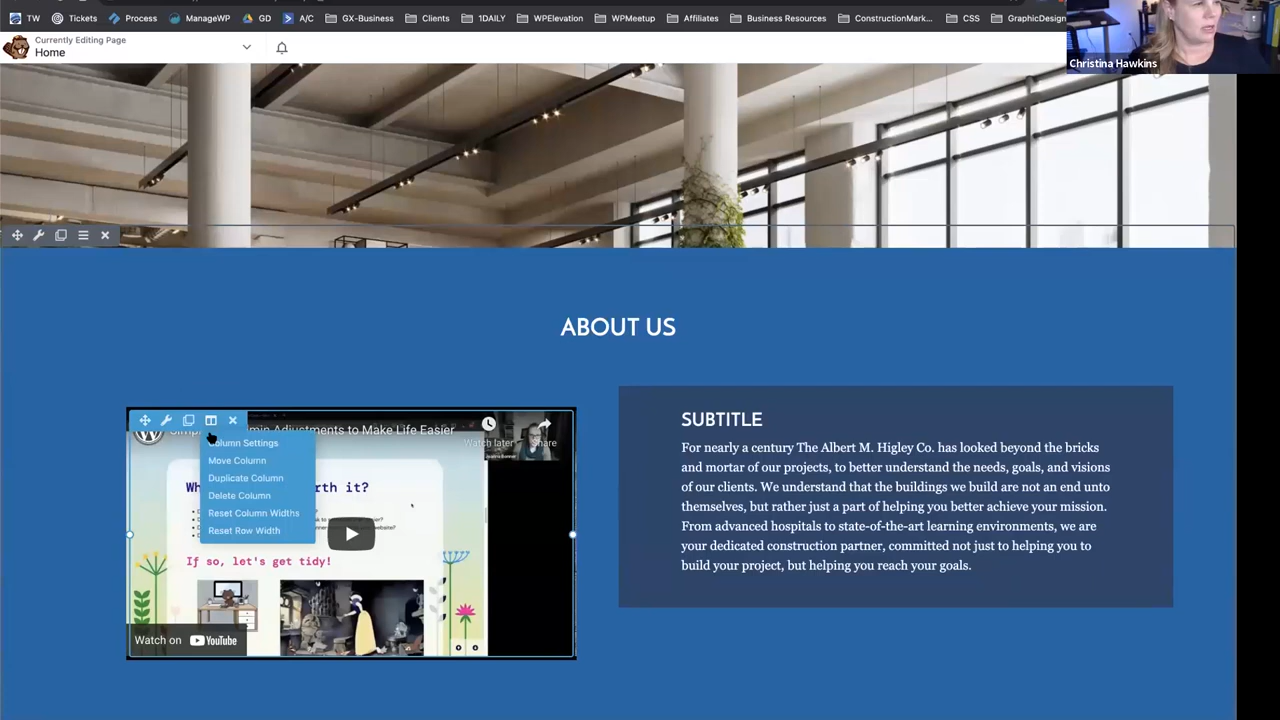 TW
Tickets
Process
ManageWP
GD
A/C
GX-Business
Clients
1DAILY
WPElevation
WPMeetup
Affiliates
Business Resources
ConstructionMark...
CSS
GraphicDesign
Currently Editing Page
Home
Christina Hawkins
ABOUT US
Adjustments to Make Life Easier
Watch later
Share
Column Settings
Move Column
Duplicate Column
Delete Column
Reset Column Widths
Reset Row Width
it?
If so, let's get tidy!
Watch on YouTube
SUBTITLE
For nearly a century The Albert M. Higley Co. has looked beyond the bricks
and mortar of our projects, to better understand the needs, goals, and visions
of our clients. We understand that the buildings we build are not an end unto
themselves, but rather just a part of helping you better achieve your mission.
From advanced hospitals to state-of-the-art learning environments, we are
your dedicated construction partner, committed not just to helping you to
build your project, but helping you reach your goals.